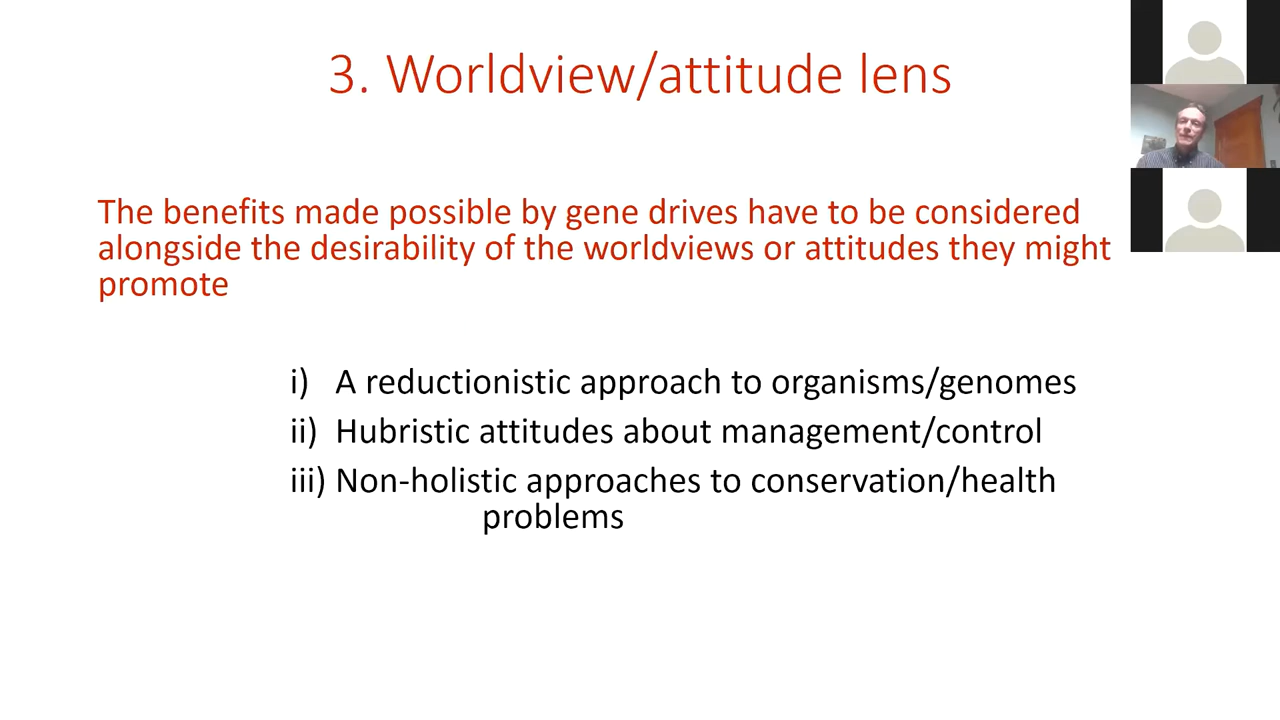 3. Worldview/attitude lens
The benefits made possible by gene drives have to be considered
alongside the desirability of the worldviews or attitudes they might
promote
i) A reductionistic approach to organisms/genomes
ii) Hubristic attitudes about management/control
iii) Non-holistic approaches to conservation/health
problems